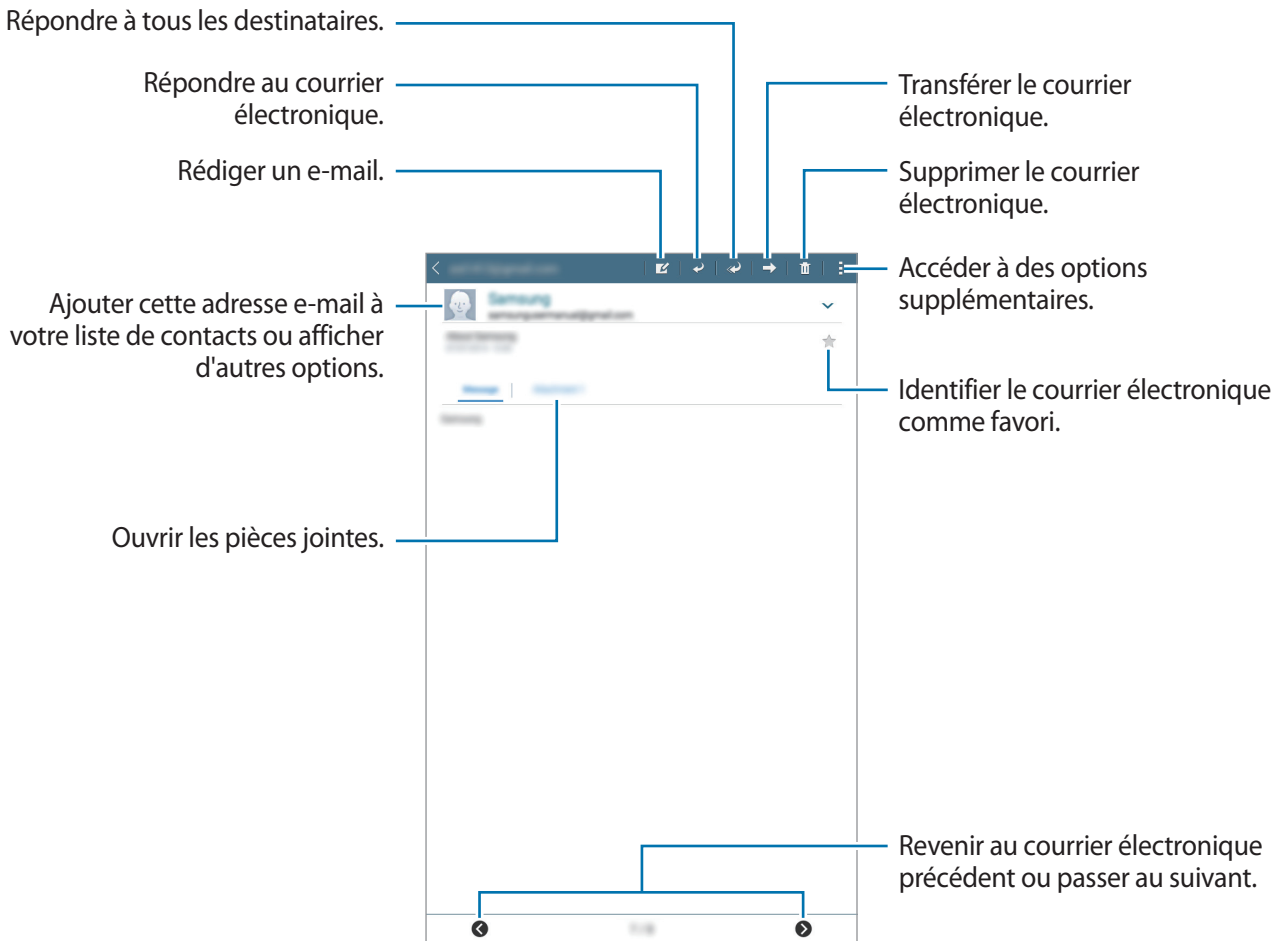 Répondre à tous les destinataires.
Répondre au courrier
électronique.
Rédiger un e-mail.
Ajouter cette adresse e-mail à
votre liste de contacts ou afficher
d'autres options.
Ouvrir les pièces jointes.
Transférer le courrier
électronique.
Supprimer le courrier
électronique.
Accéder à des options
supplémentaires.
Identifier le courrier électronique
comme favori.
Revenir au courrier électronique
précédent ou passer au suivant.
Samsung
Samsung